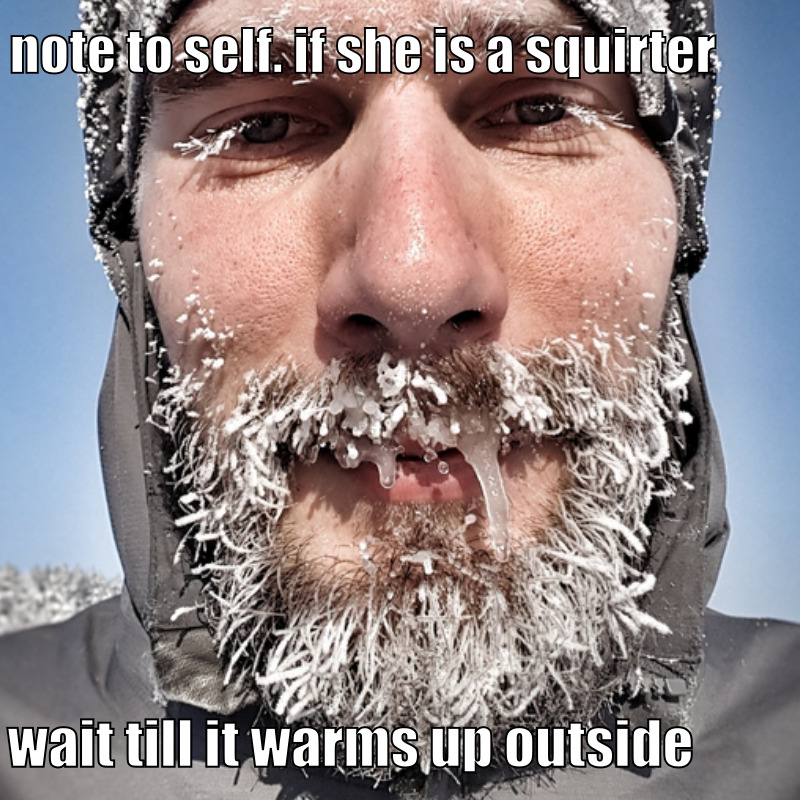 note to self. if she is a squirter
wait till it warms up outside